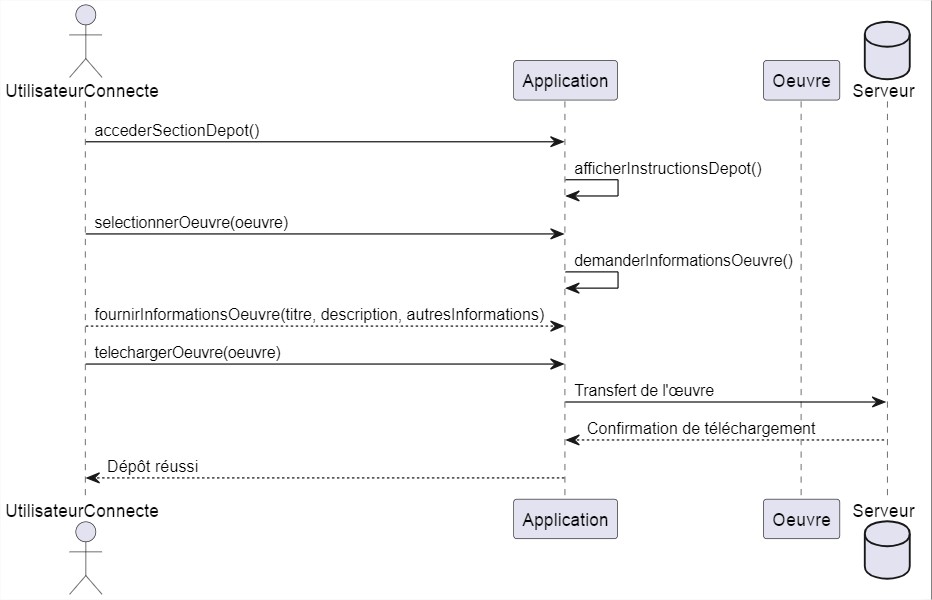 UtilisateurConnecte
Application
Oeuvre
Serveur
accederSectionDepot()
afficherInstructionsDepot()
selectionnerOeuvre(oeuvre)
demanderInformationsOeuvre()
fournirInformationsOeuvre(titre, description, autresInformations)
telechargerOeuvre(oeuvre)
Transfert de l'œuvre
Confirmation de téléchargement
Dépôt réussi
UtilisateurConnecte
Application
Oeuvre
Serveur